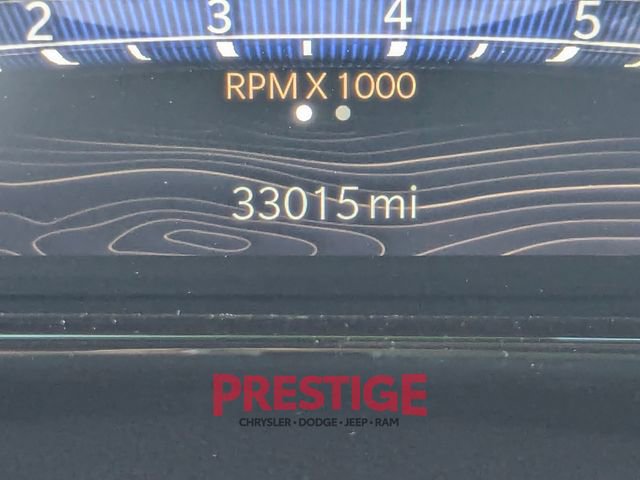 2 3 4 5
RPM X 1000
33015 mi
PRESTIGE
CHRYSLER • DODGE • JEEP • RAM